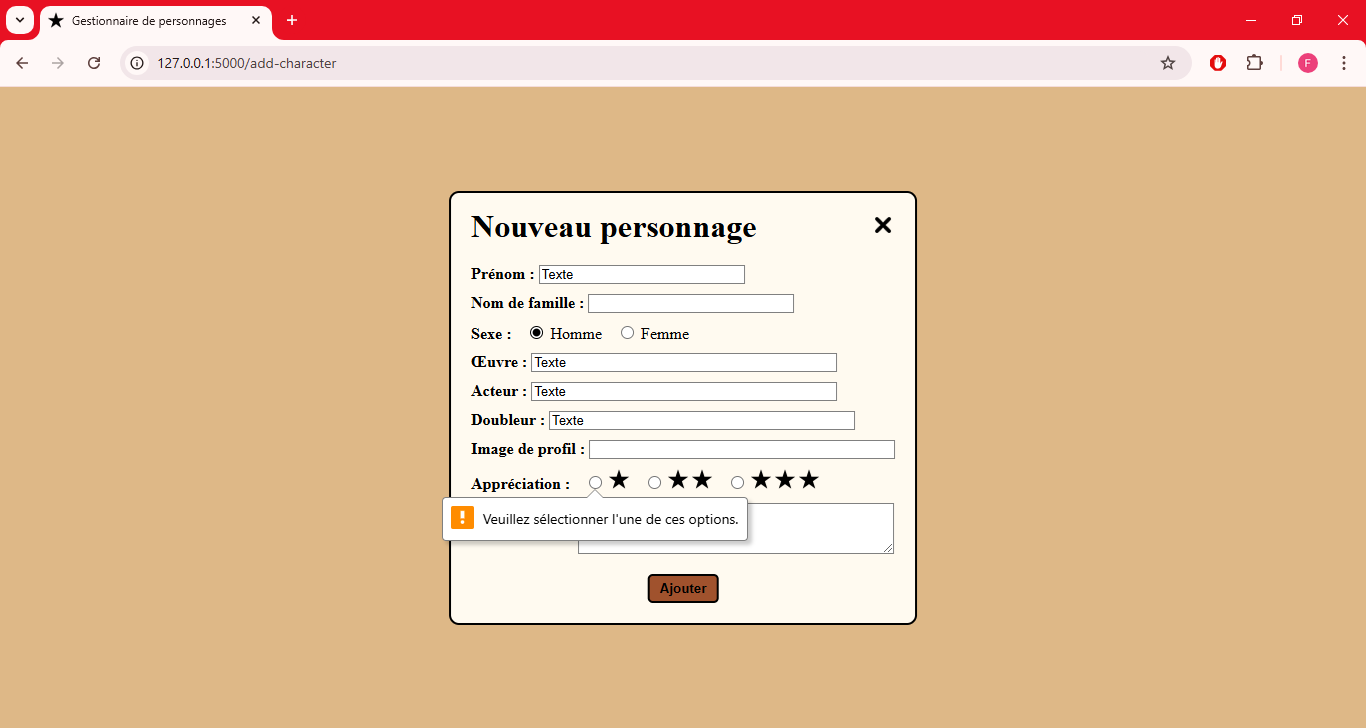 Gestionnaire de personnages
127.0.0.1:5000/add-character
F
Nouveau personnage
Prénom : Texte
Nom de famille :
Sexe : Homme Femme
Œuvre : Texte
Acteur : Texte
Doubleur : Texte
Image de profil :
Appréciation : ★ ★★ ★★★
Veuillez sélectionner l'une de ces options.
Ajouter